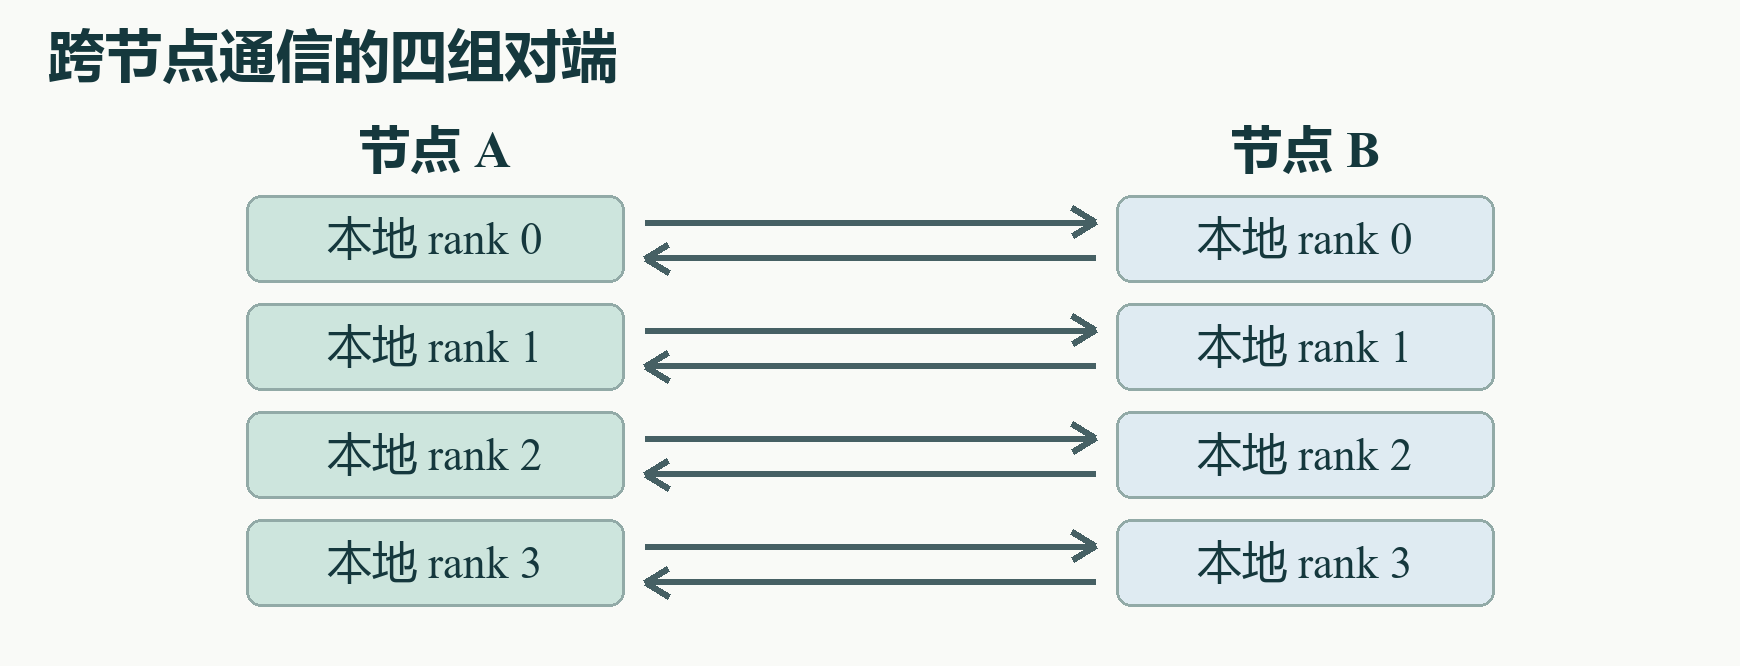 跨节点通信的四组对端
节点 A 节点 B
本地 rank 0 本地 rank 0
本地 rank 1 本地 rank 1
本地 rank 2 本地 rank 2
本地 rank 3 本地 rank 3